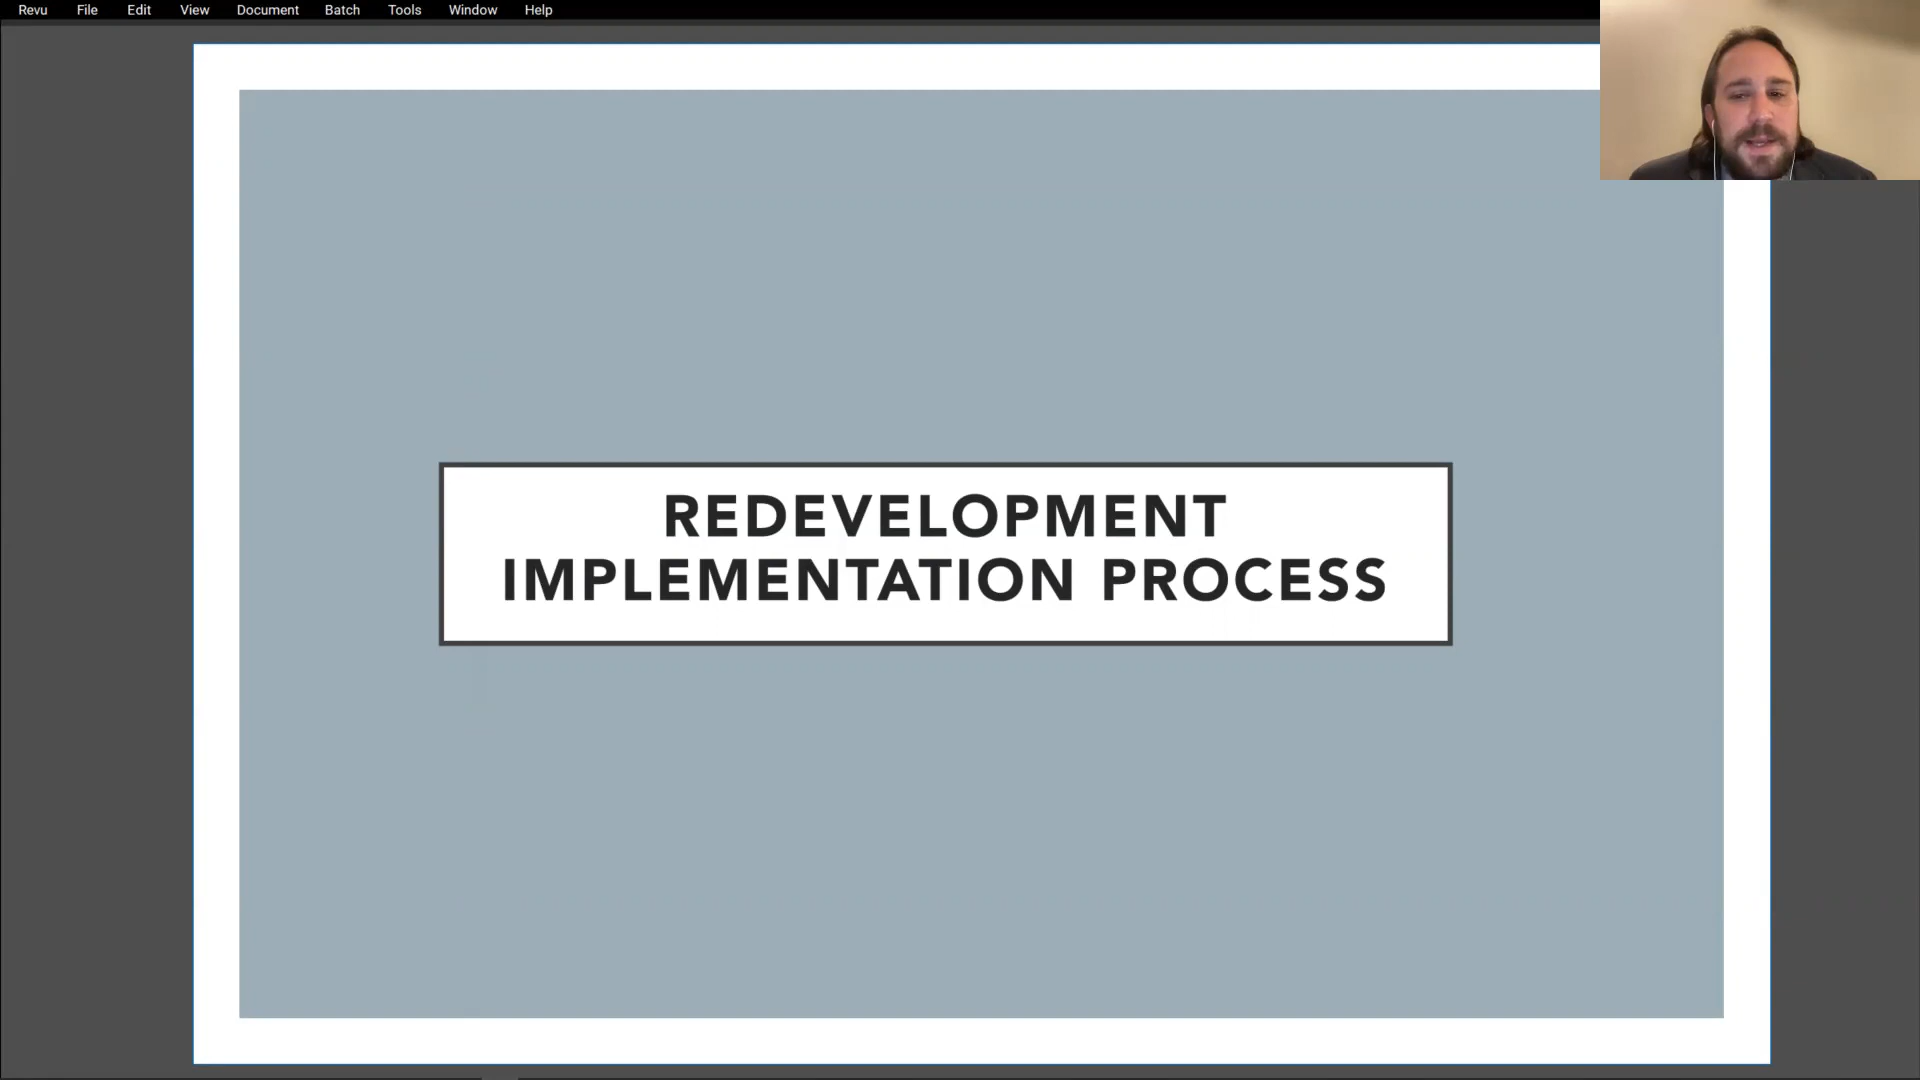 Revu File Edit View Document Batch Tools Window Help
REDEVELOPMENT
IMPLEMENTATION PROCESS